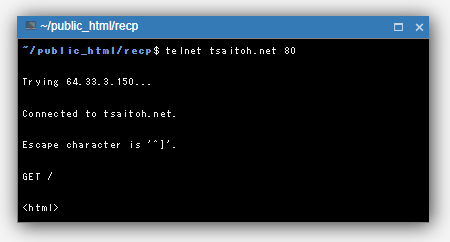 ~/public_html/recp
~/public_html/recp$ telnet tsaitoh.net 80
Trying 64.33.3.150...
Connected to tsaitoh.net.
Escape character is '^]'.
GET /
<html>